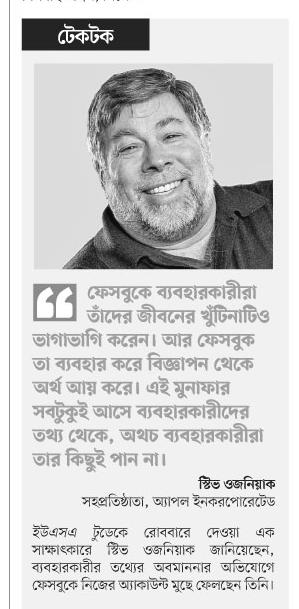 টেকটক
ফেসবুকে ব্যবহারকারীরা
তাঁদের জীবনের খুঁটিনাটিও
ভাগাভাগি করেন। আর ফেসবুক
তা ব্যবহার করে বিজ্ঞাপন থেকে
অর্থ আয় করে। এই মুনাফার
সবটুকুই আসে ব্যবহারকারীদের
তথ্য থেকে, অথচ ব্যবহারকারীরা
তার কিছুই পান না।
স্টিভ ওজনিয়াক
সহপ্রতিষ্ঠাতা, অ্যাপল ইনকরপোরেটেড
ইউএসএ টুডেকে রোববারে দেওয়া এক
সাক্ষাৎকারে স্টিভ ওজনিয়াক জানিয়েছেন,
ব্যবহারকারীর তথ্যের অবমাননার অভিযোগে
ফেসবুকে নিজের অ্যাকাউন্ট মুছে ফেলছেন তিনি।